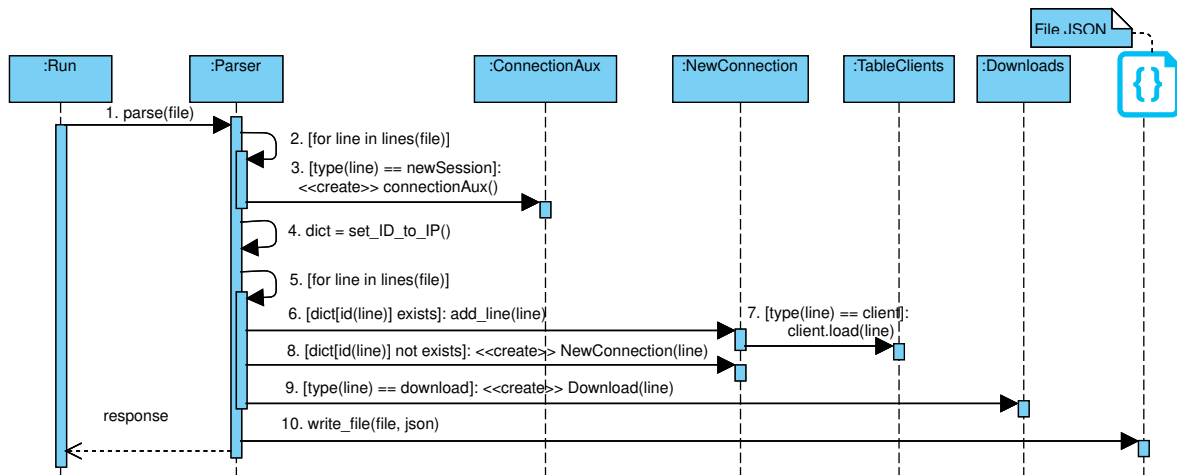 File JSON
{}
:Run
:Parser
:ConnectionAux
:NewConnection
:TableClients
:Downloads
1. parse(file)
2. [for line in lines(file)]
3. [type(line) == newSession]:
<<create>> connectionAux()
4. dict = set_ID_to_IP()
5. [for line in lines(file)]
6. [dict[id(line)] exists]: add_line(line)
7. [type(line) == client]:
client.load(line)
8. [dict[id(line)] not exists]: <<create>> NewConnection(line)
9. [type(line) == download]: <<create>> Download(line)
response
10. write_file(file, json)